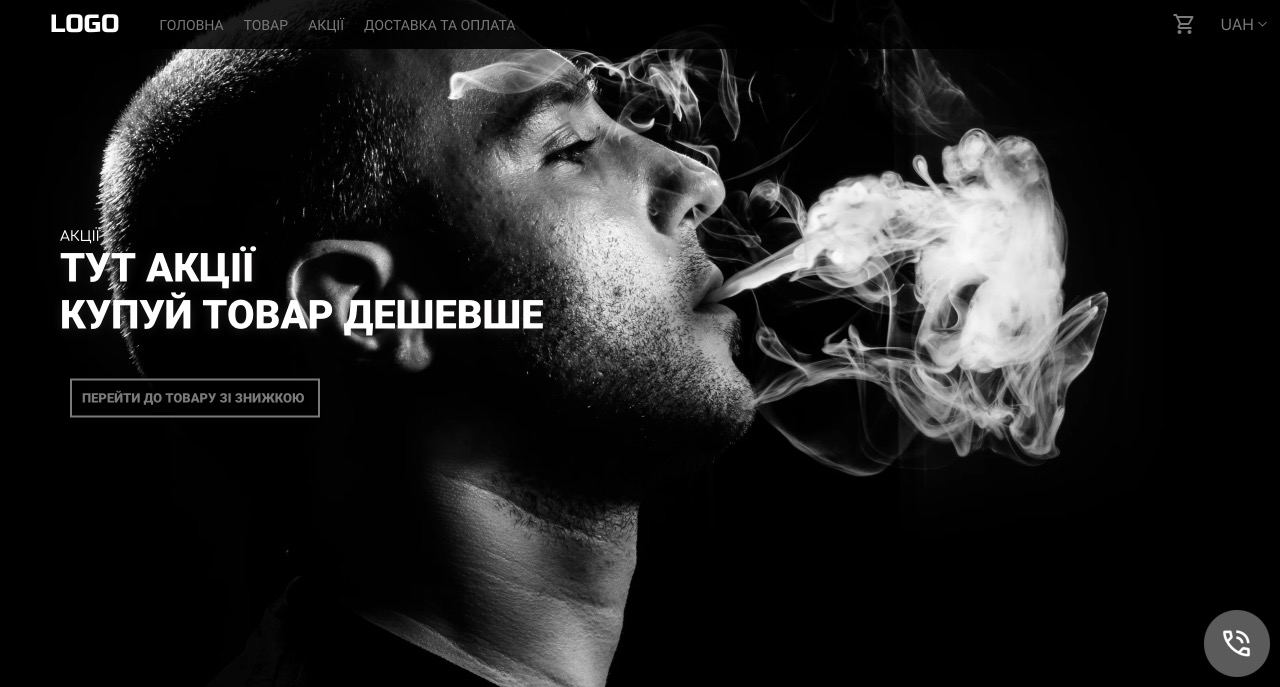 LOGO
ГОЛОВНА
ТОВАР
АКЦІЇ
ДОСТАВКА ТА ОПЛАТА
UAH
АКЦІЇ
ТУТ АКЦІЇ
КУПУЙ ТОВАР ДЕШЕВШЕ
ПЕРЕЙТИ ДО ТОВАРУ ЗІ ЗНИЖКОЮ